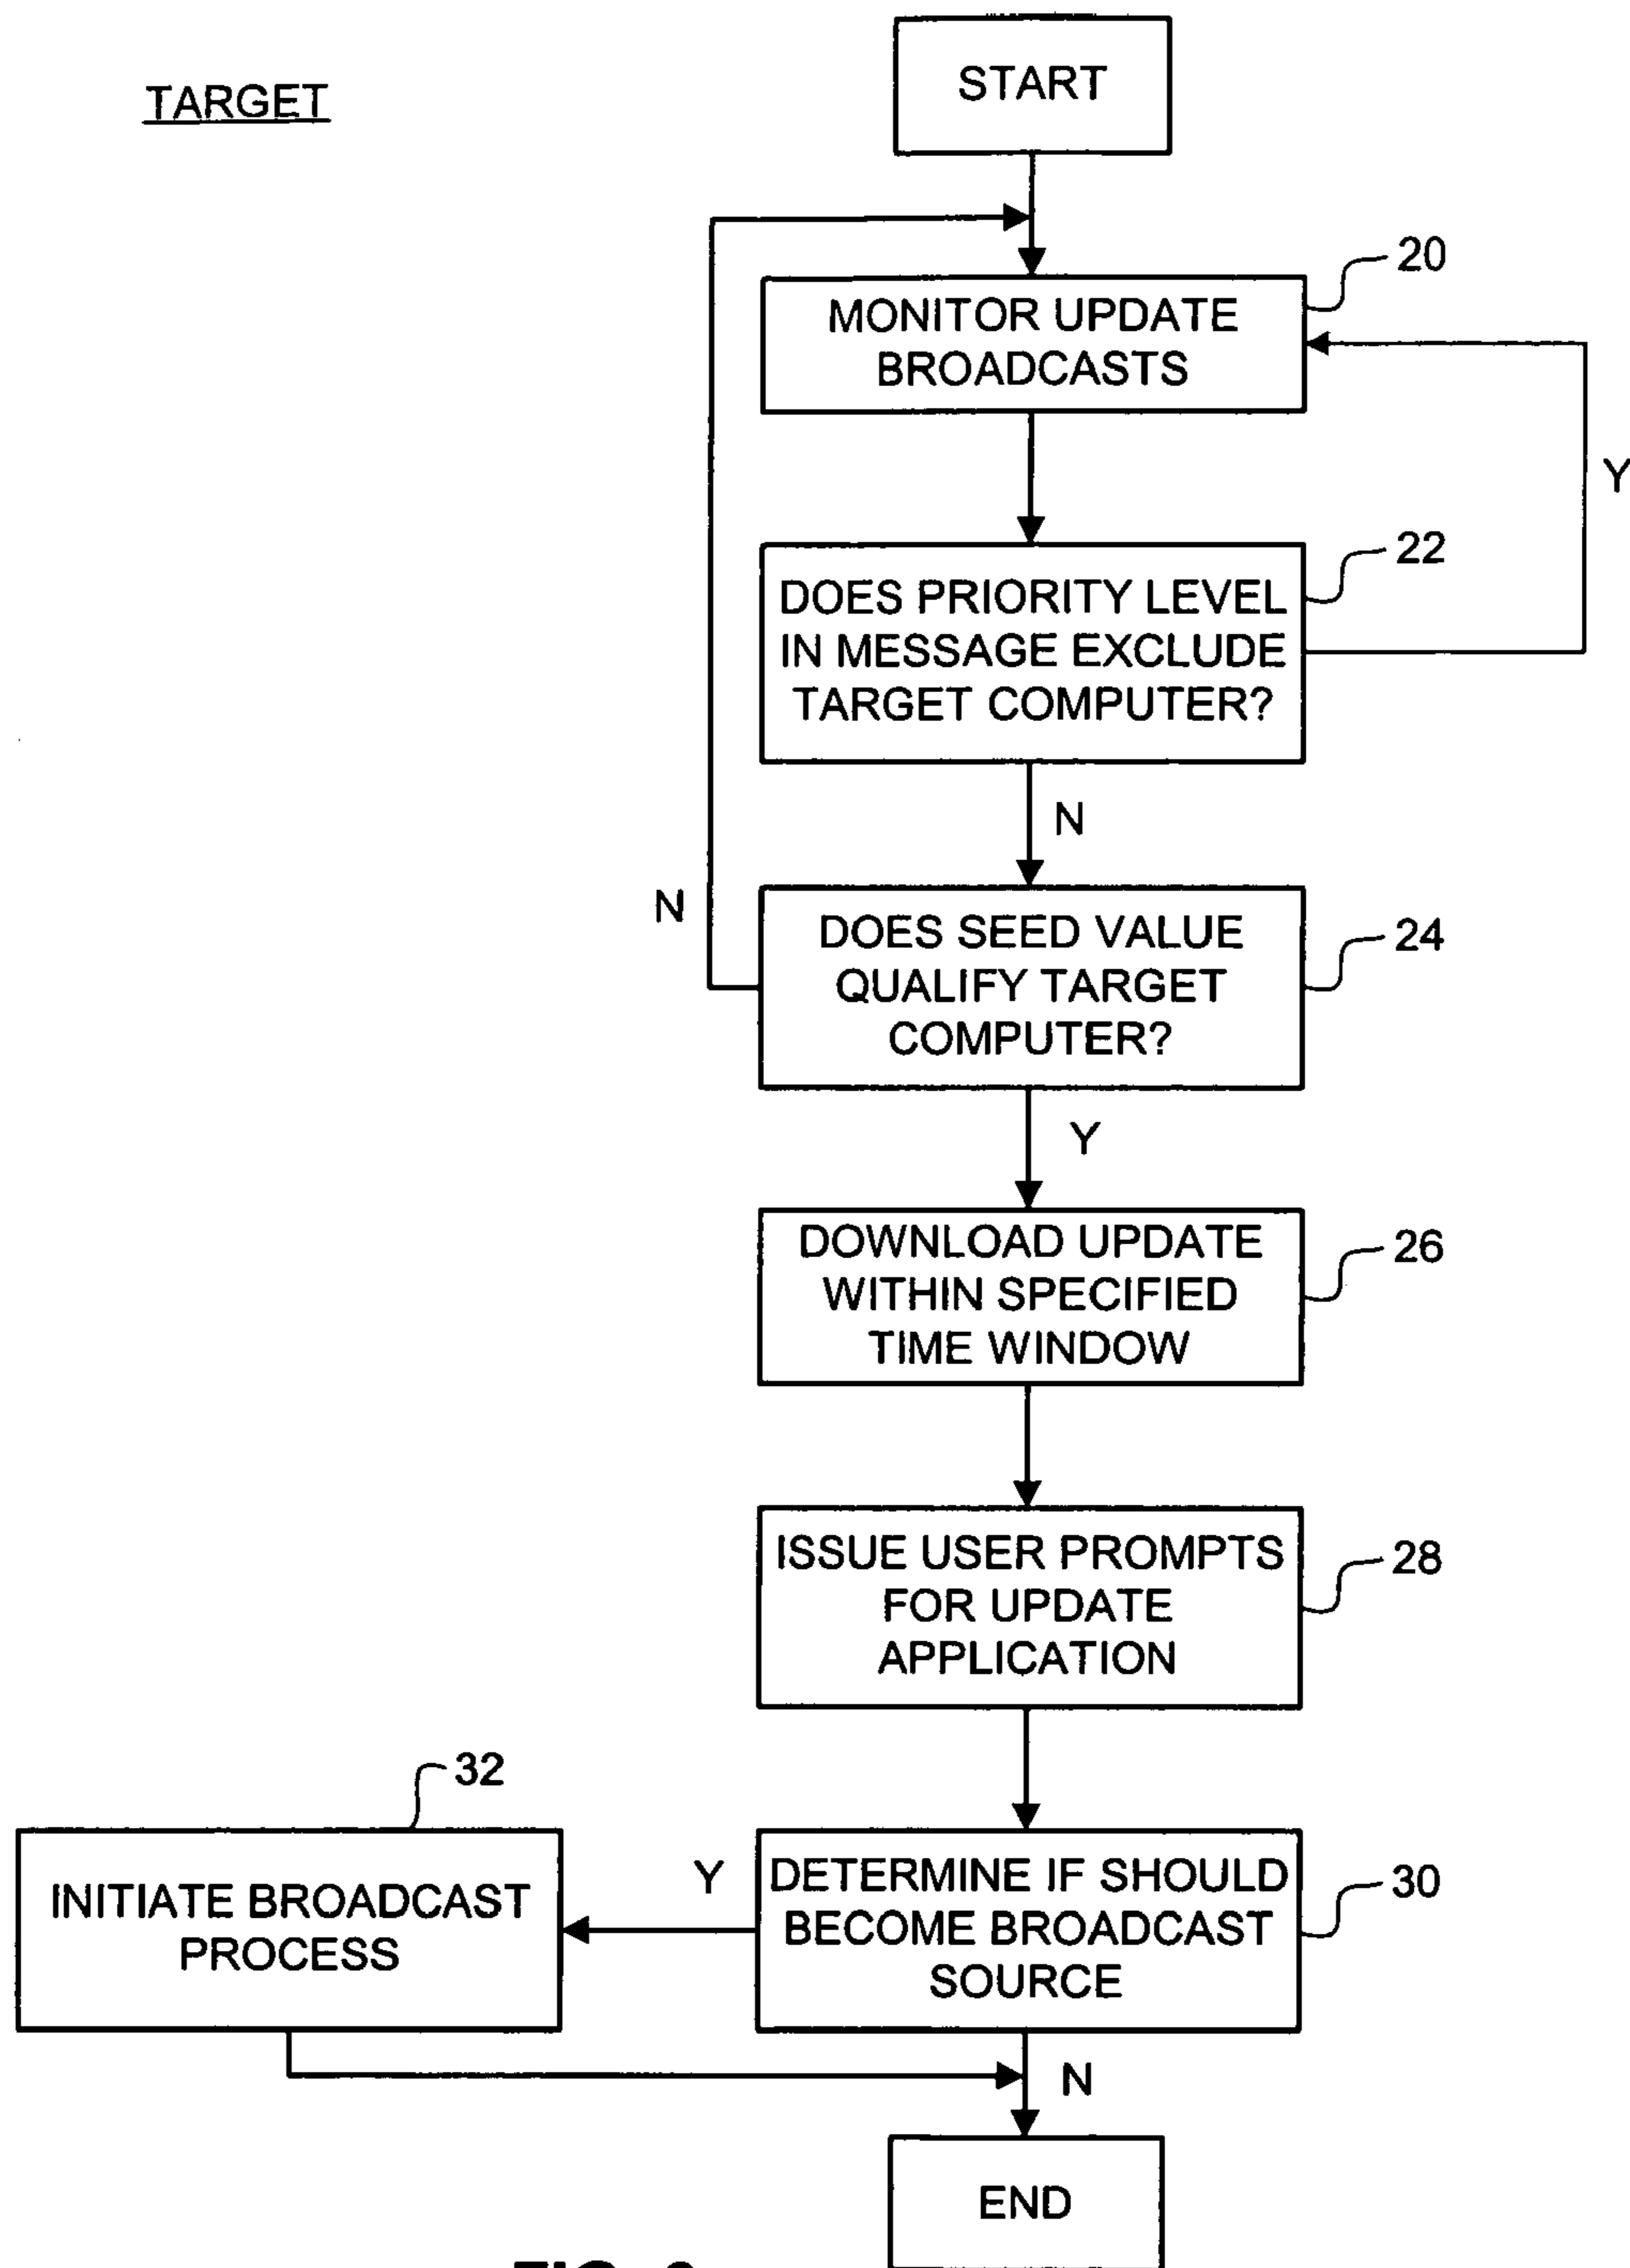 TARGET
START
20
MONITOR UPDATE
BROADCASTS
Y
22
DOES PRIORITY LEVEL
IN MESSAGE EXCLUDE
TARGET COMPUTER?
N
N
24
DOES SEED VALUE
QUALIFY TARGET
COMPUTER?
Y
26
DOWNLOAD UPDATE
WITHIN SPECIFIED
TIME WINDOW
28
ISSUE USER PROMPTS
FOR UPDATE
APPLICATION
32
INITIATE BROADCAST
PROCESS
Y
30
DETERMINE IF SHOULD
BECOME BROADCAST
SOURCE
N
END